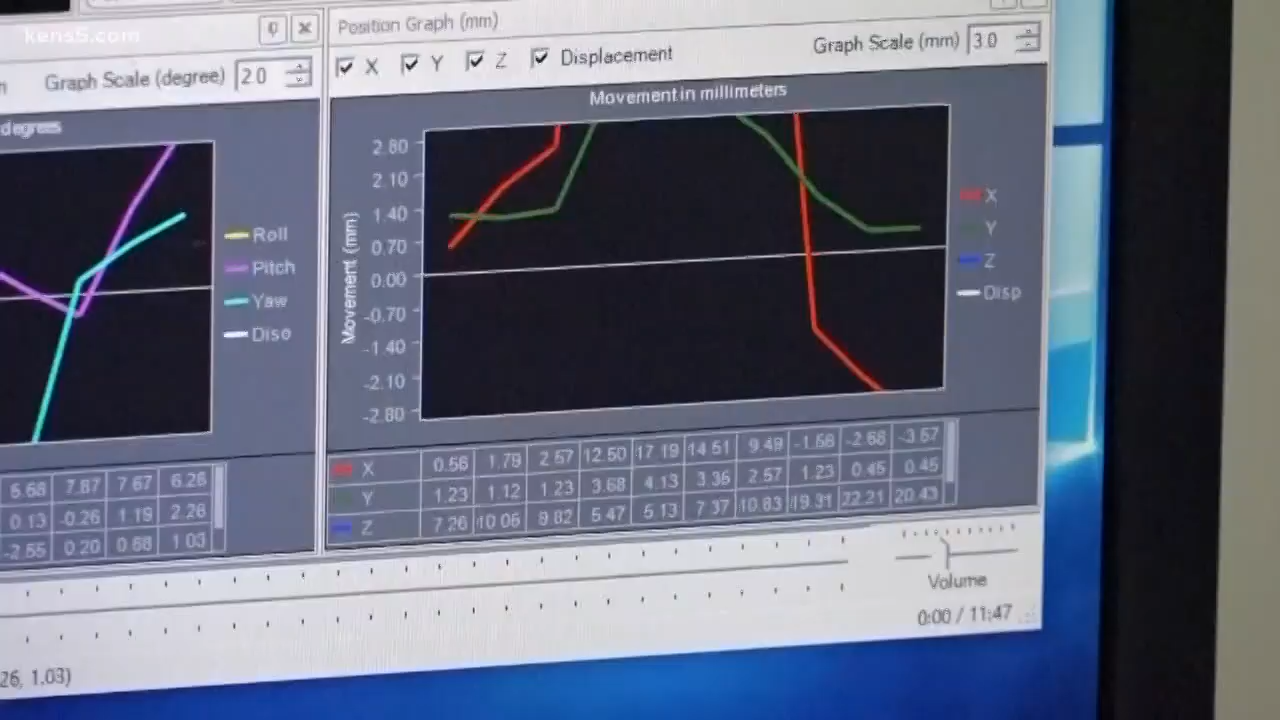 kens5.com
Position Graph (mm)
Graph Scale (degree) 2.0
X Y Z Displacement
Graph Scale (mm) 3.0
degrees
Roll
Pitch
Yaw
Diso
Movement in millimeters
Movement (mm)
2.80
2.10
1.40
0.70
0.00
-0.70
-1.40
-2.10
-2.80
X
Y
Z
Disp
5.68 7.87 7.67 6.26
0.13 -0.26 1.19 2.26
-2.55 0.20 0.68 1.03
X 0.56 1.79 2.57 12.50 17.19 14.51 9.49 -1.56 -2.68 -3.57
Y 1.23 1.12 1.23 3.68 4.13 3.35 2.57 1.23 0.45 0.45
Z 7.26 10.06 9.82 5.47 5.13 7.37 10.83 19.31 22.21 20.43
Volume
0:00 / 11:47
26, 1.03)